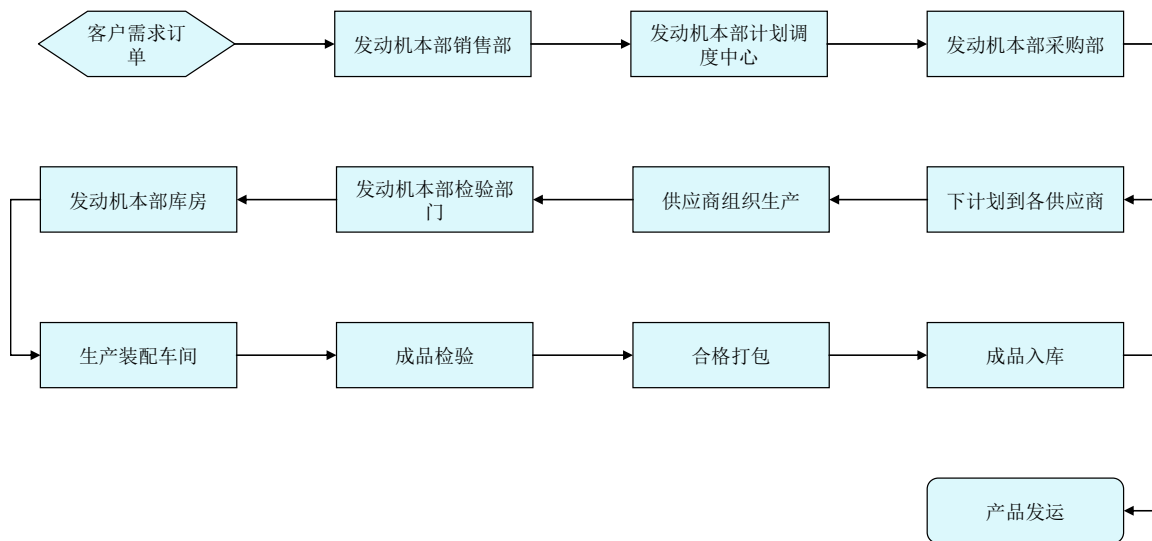 客户需求订
单
发动机本部销售部
发动机本部计划调
度中心
发动机本部采购部
下计划到各供应商
供应商组织生产
发动机本部检验部
门
发动机本部库房
生产装配车间
成品检验
合格打包
成品入库
产品发运